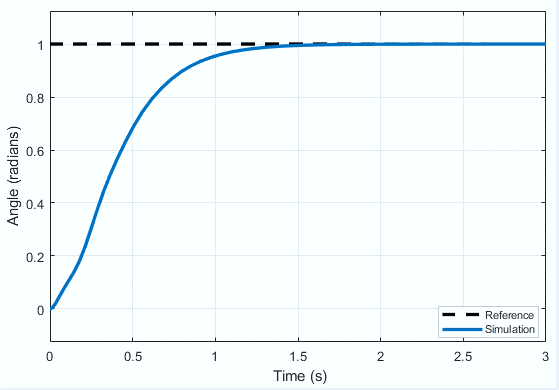 1
0.8
0.6
0.4
0.2
0
Angle (radians)
Reference
Simulation
0 0.5 1 1.5 2 2.5 3
Time (s)